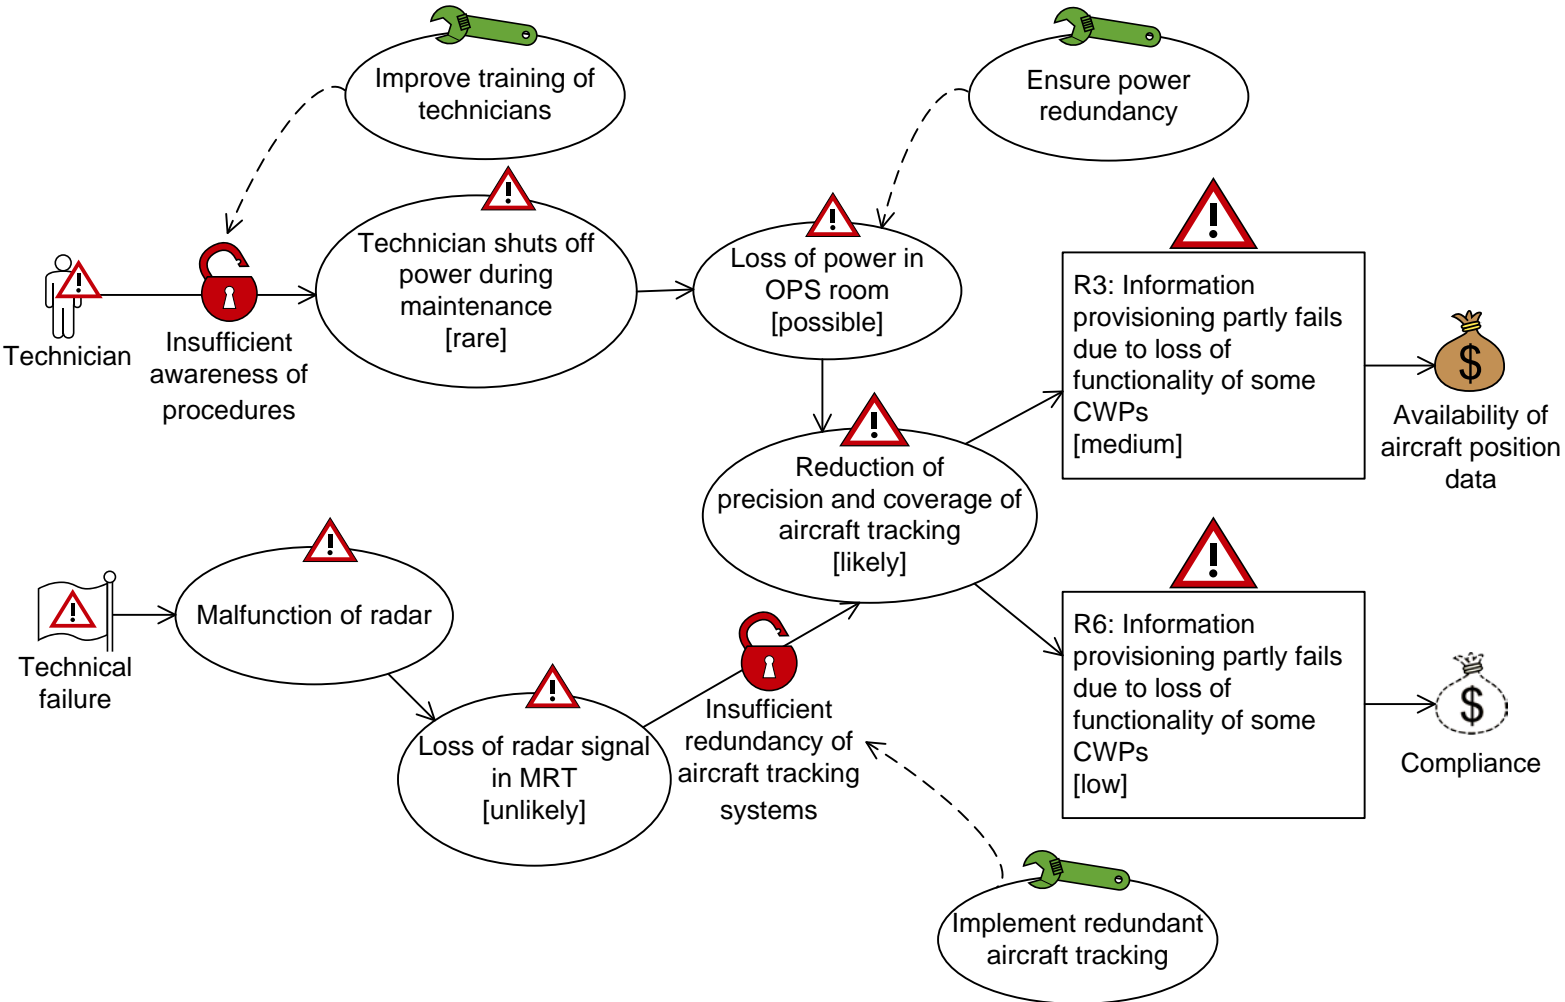 Improve training of
technicians
Ensure power
redundancy
Technician
Insufficient
awareness of
procedures
Technician shuts off
power during
maintenance
[rare]
Loss of power in
OPS room
[possible]
R3: Information
provisioning partly fails
due to loss of
functionality of some
CWPs
[medium]
$
Availability of
aircraft position
data
Reduction of
precision and coverage of
aircraft tracking
[likely]
Technical
failure
Malfunction of radar
Loss of radar signal
in MRT
[unlikely]
Insufficient
redundancy of
aircraft tracking
systems
R6: Information
provisioning partly fails
due to loss of
functionality of some
CWPs
[low]
$
Compliance
Implement redundant
aircraft tracking